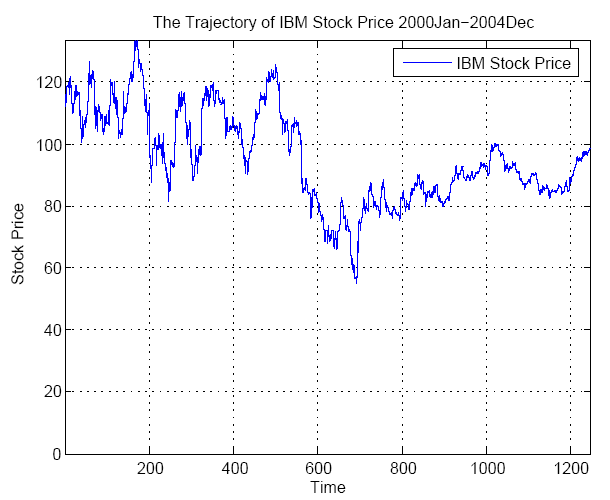 The Trajectory of IBM Stock Price 2000Jan−2004Dec
IBM Stock Price
120
100
80
60
40
20
0
Stock Price
200 400 600 800 1000 1200
Time